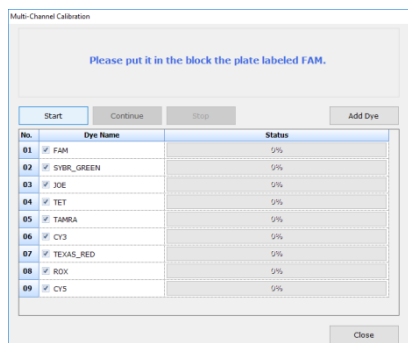 Multi-Channel Calibration
Please put it in the block the plate labeled FAM.
Start Continue Stop Add Dye
No. Dye Name Status
01 FAM 0%
02 SYBR_GREEN 0%
03 JOE 0%
04 TET 0%
05 TAMRA 0%
06 CY3 0%
07 TEXAS_RED 0%
08 ROX 0%
09 CY5 0%
Close